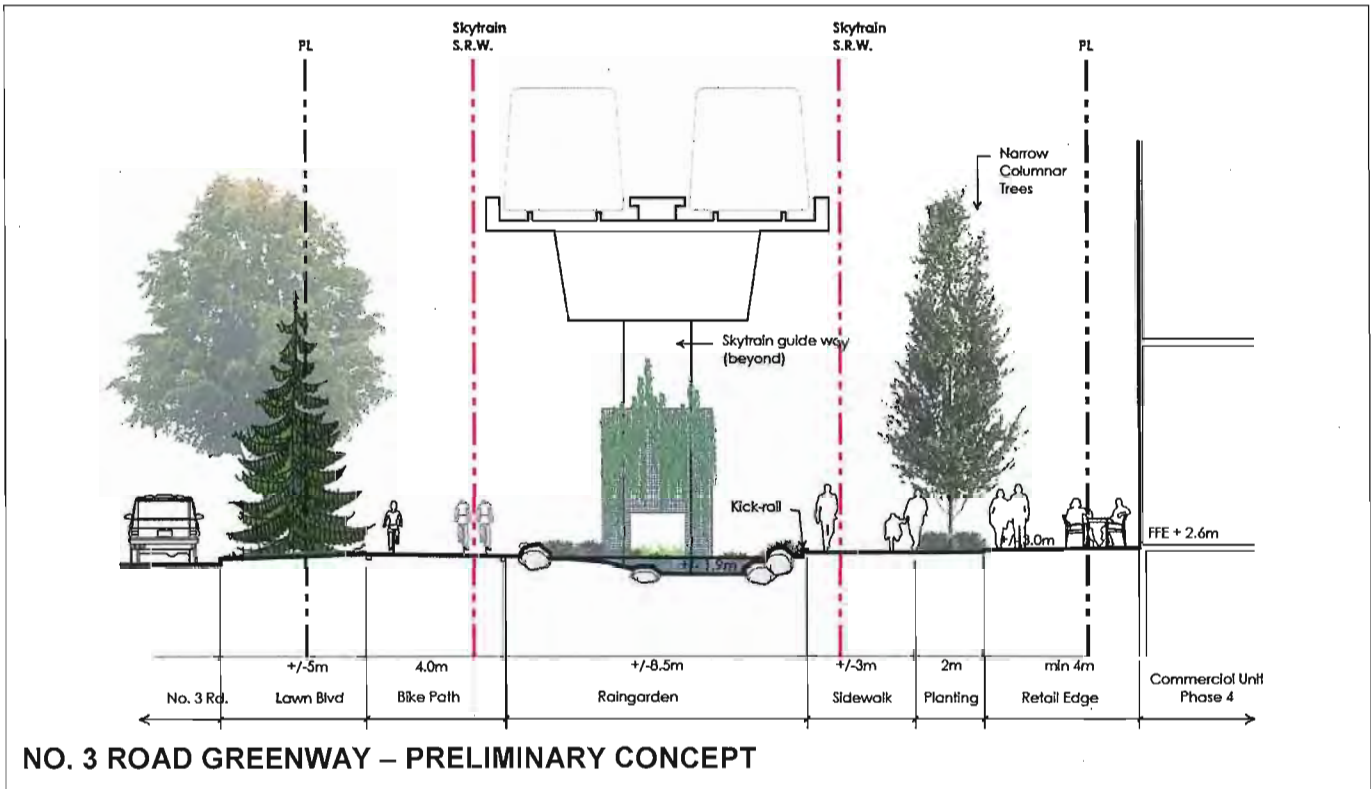 PL
Skytrain
S.R.W.
Skytrain
S.R.W.
PL
Narrow
Columnar
Trees
Skytrain guide way
(beyond)
Kick-rail
3.0m
FFE + 2.6m
+/- 1.9m
+/-5m
4.0m
+/-8.5m
+/-3m
2m
min 4m
No. 3 Rd.
Lawn Blvd
Bike Path
Raingarden
Sidewalk
Planting
Retail Edge
Commercial Unit
Phase 4
NO. 3 ROAD GREENWAY – PRELIMINARY CONCEPT